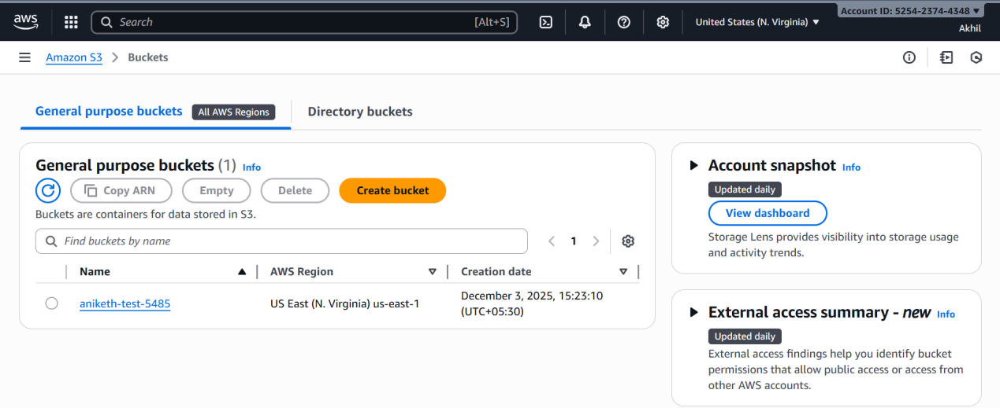 aws
Search [Alt+S]
United States (N. Virginia) ▼
Account ID: 5254-2374-4348 ▼
Akhil
Amazon S3 > Buckets
General purpose buckets All AWS Regions
Directory buckets
General purpose buckets (1) Info
Copy ARN Empty Delete Create bucket
Buckets are containers for data stored in S3.
Find buckets by name
< 1 >
Name AWS Region Creation date
aniketh-test-5485 US East (N. Virginia) us-east-1 December 3, 2025, 15:23:10
(UTC+05:30)
Account snapshot Info
Updated daily
View dashboard
Storage Lens provides visibility into storage usage
and activity trends.
External access summary - new Info
Updated daily
External access findings help you identify bucket
permissions that allow public access or access from
other AWS accounts.